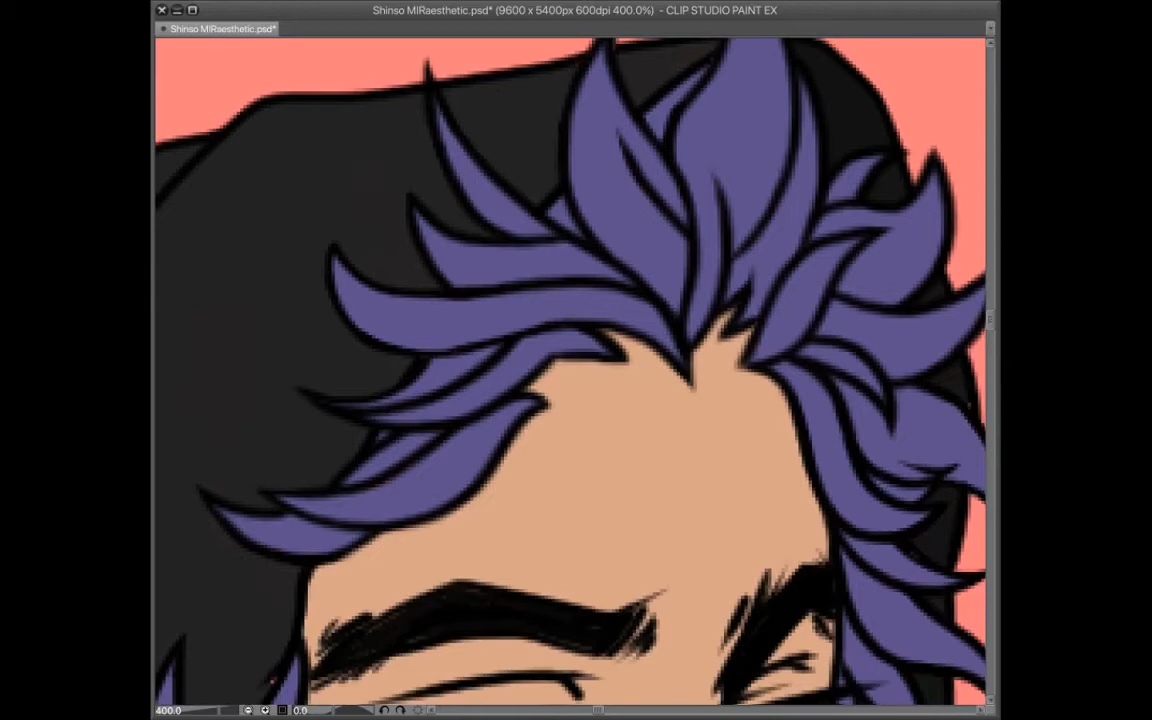 Shinso MIRaesthetic.psd* (9600 x 5400px 600dpi 400.0%) - CLIP STUDIO PAINT EX
Shinso MIRaesthetic.psd*
400.0 0.0